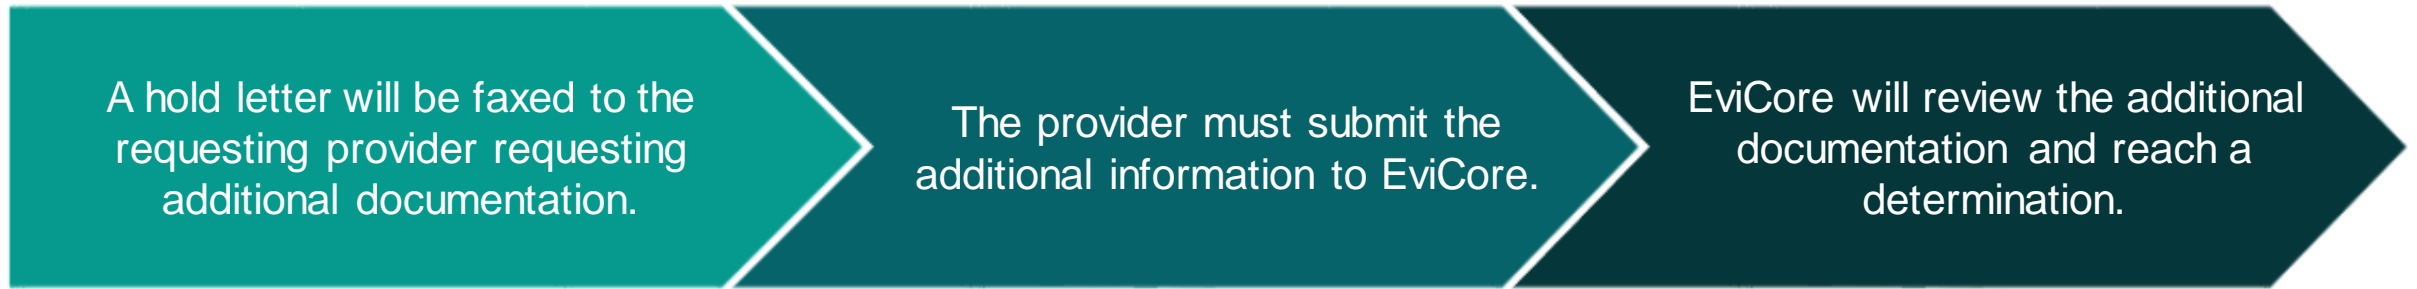 A hold letter will be faxed to the
requesting provider requesting
additional documentation.
The provider must submit the
additional information to EviCore.
EviCore will review the additional
documentation and reach a
determination.